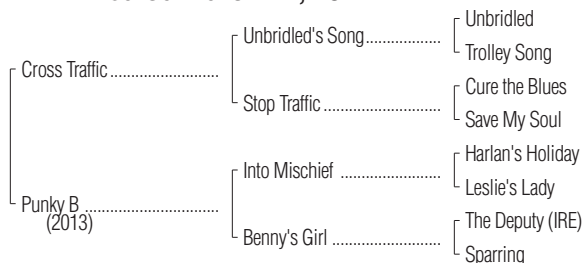 Unbridled
Unbridled's Song
Trolley Song
Cross Traffic
Cure the Blues
Stop Traffic
Save My Soul
Harlan's Holiday
Into Mischief
Leslie's Lady
Punky B
(2013)
The Deputy (IRE)
Benny's Girl
Sparring